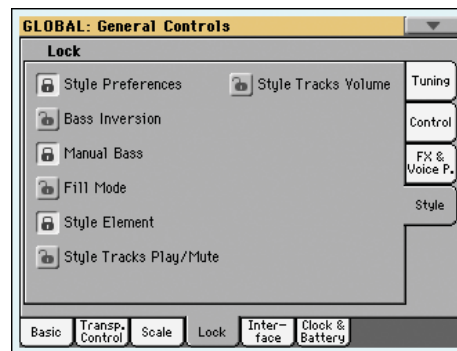 GLOBAL: General Controls
Lock
Style Preferences
Style Tracks Volume
Bass Inversion
Manual Bass
Fill Mode
Style Element
Style Tracks Play/Mute
Tuning
Control
FX &
Voice P.
Style
Basic
Transp.
Control
Scale
Lock
Inter-
face
Clock &
Battery